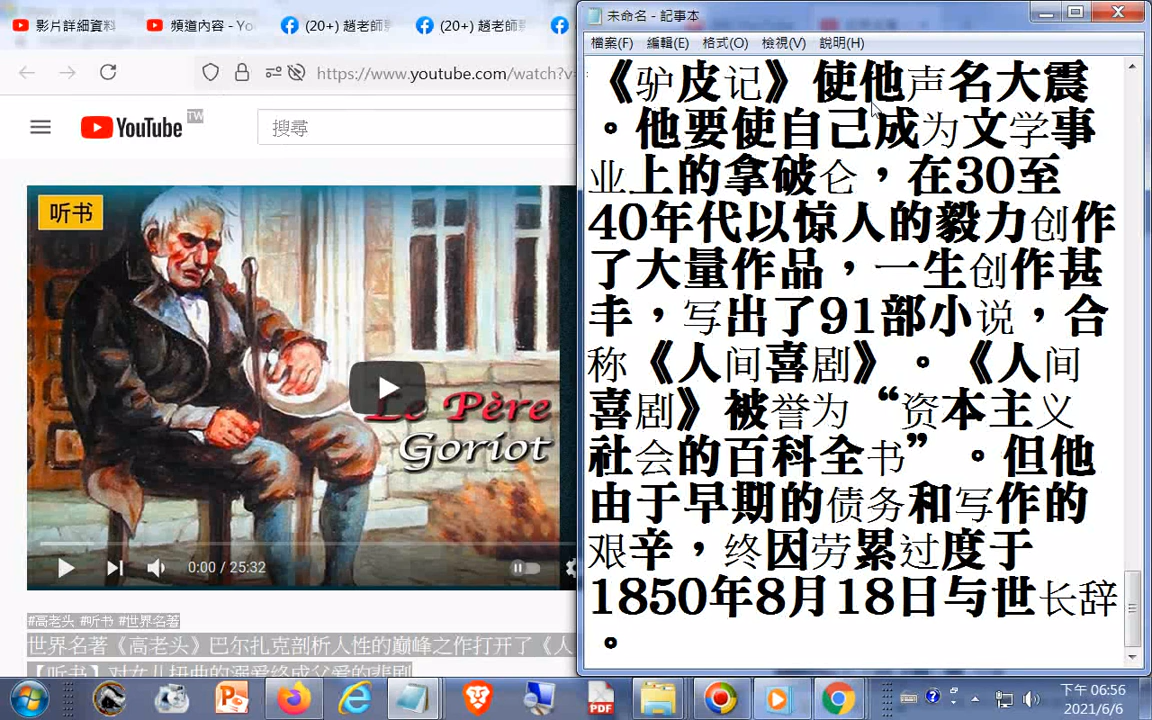 影片詳細資料
頻道內容 - Yo
(20+) 趙老師
(20+) 趙老師
https://www.youtube.com/watch?v=
YouTube TW
搜尋
听书
Le Père
Goriot
0:00 / 25:32
#高老头 #听书 #世界名著
世界名著《高老头》巴尔扎克剖析人性的巅峰之作打开了《人
【听书】对女儿扭曲的溺爱终成父爱的悲剧
未命名 - 記事本
檔案(F) 編輯(E) 格式(O) 檢視(V) 說明(H)
《驴皮记》使他声名大震
。他要使自己成为文学事
业上的拿破仑，在30至
40年代以惊人的毅力创作
了大量作品，一生创作甚
丰，写出了91部小说，合
称《人间喜剧》。《人间
喜剧》被誉为“资本主义
社会的百科全书”。但他
由于早期的债务和写作的
艰辛，终因劳累过度于
1850年8月18日与世长辞
。
PDF
下午 06:56
2021/6/6